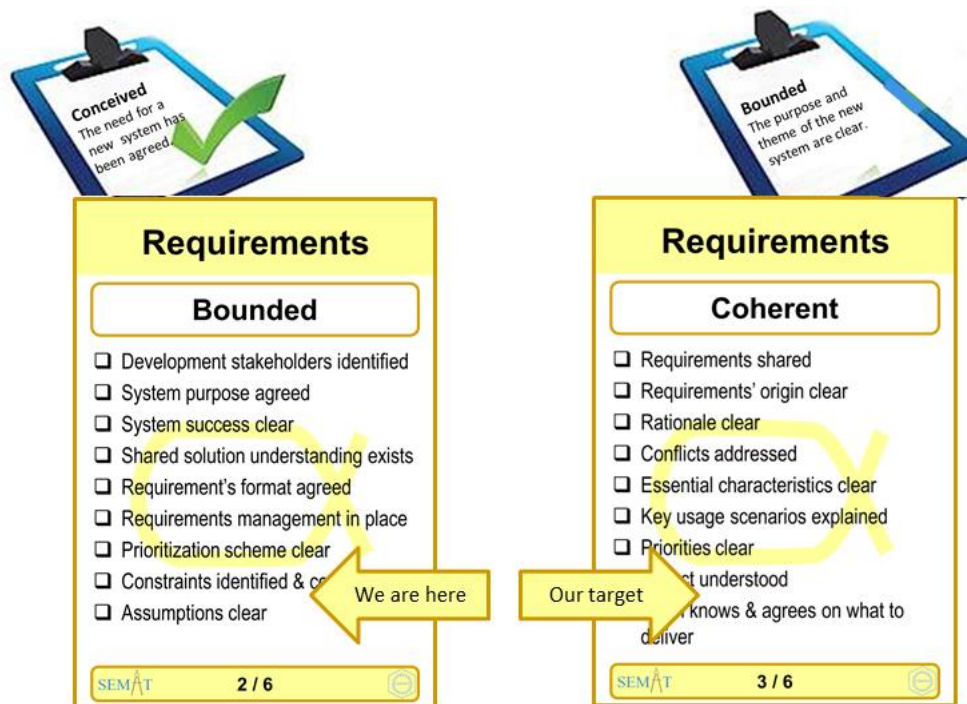 Conceived
The need for a
new system has
been agreed.
Bounded
The purpose and
theme of the new
system are clear.
Requirements
Bounded
Development stakeholders identified
System purpose agreed
System success clear
Shared solution understanding exists
Requirement's format agreed
Requirements management in place
Prioritization scheme clear
Constraints identified &
Assumptions clear
We are here
SEMAT
2 / 6
Requirements
Coherent
Requirements shared
Requirements' origin clear
Rationale clear
Conflicts addressed
Essential characteristics clear
Key usage scenarios explained
Priorities clear
understood
knows & agrees on what to
deliver
Our target
SEMAT
3 / 6